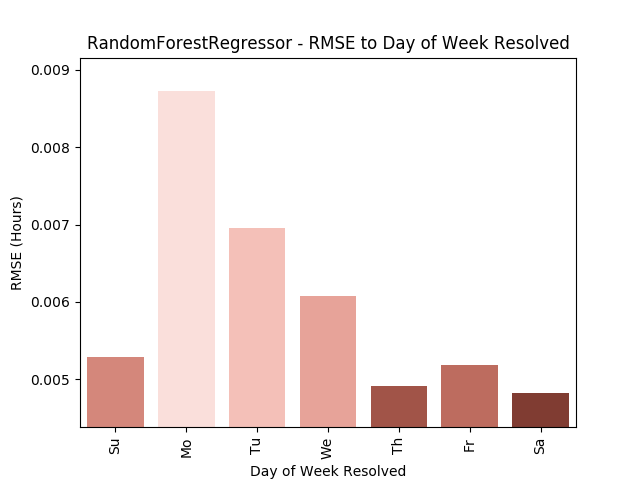 RandomForestRegressor - RMSE to Day of Week Resolved
0.009
0.008
0.007
0.006
0.005
RMSE (Hours)
Su
Mo
Tu
We
Th
Fr
Sa
Day of Week Resolved